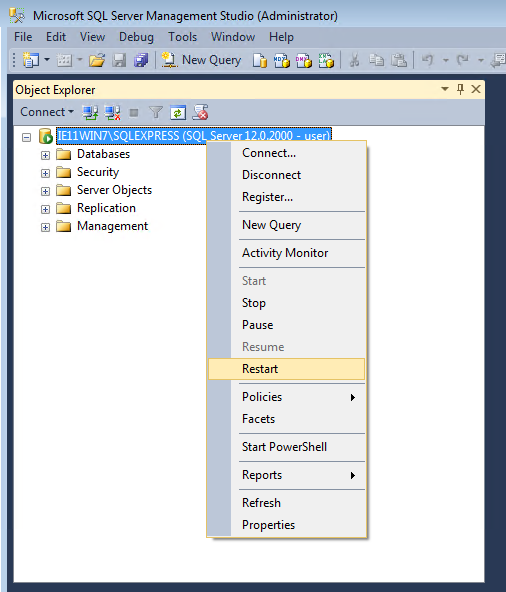 Microsoft SQL Server Management Studio (Administrator)
File Edit View Debug Tools Window Help
New Query
Object Explorer
Connect
IE11WIN7\SQLEXPRESS (SQL Server 12.0.2000 - user)
Databases
Security
Server Objects
Replication
Management
Connect...
Disconnect
Register...
New Query
Activity Monitor
Start
Stop
Pause
Resume
Restart
Policies
Facets
Start PowerShell
Reports
Refresh
Properties